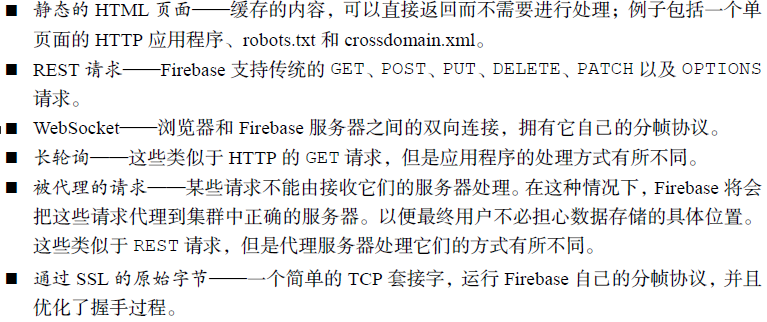 ■ 静态的 HTML 页面——缓存的内容，可以直接返回而不需要进行处理；例子包括一个单
页面的 HTTP 应用程序、robots.txt 和 crossdomain.xml。
■ REST 请求——Firebase 支持传统的 GET、POST、PUT、DELETE、PATCH 以及 OPTIONS
请求。
■ WebSocket——浏览器和 Firebase 服务器之间的双向连接，拥有它自己的分帧协议。
■ 长轮询——这些类似于 HTTP 的 GET 请求，但是应用程序的处理方式有所不同。
■ 被代理的请求——某些请求不能由接收它们的服务器处理。在这种情况下，Firebase 将会
把这些请求代理到集群中正确的服务器。以便最终用户不必担心数据存储的具体位置。
这些类似于 REST 请求，但是代理服务器处理它们的方式有所不同。
■ 通过 SSL 的原始字节——一个简单的 TCP 套接字，运行 Firebase 自己的分帧协议，并且
优化了握手过程。